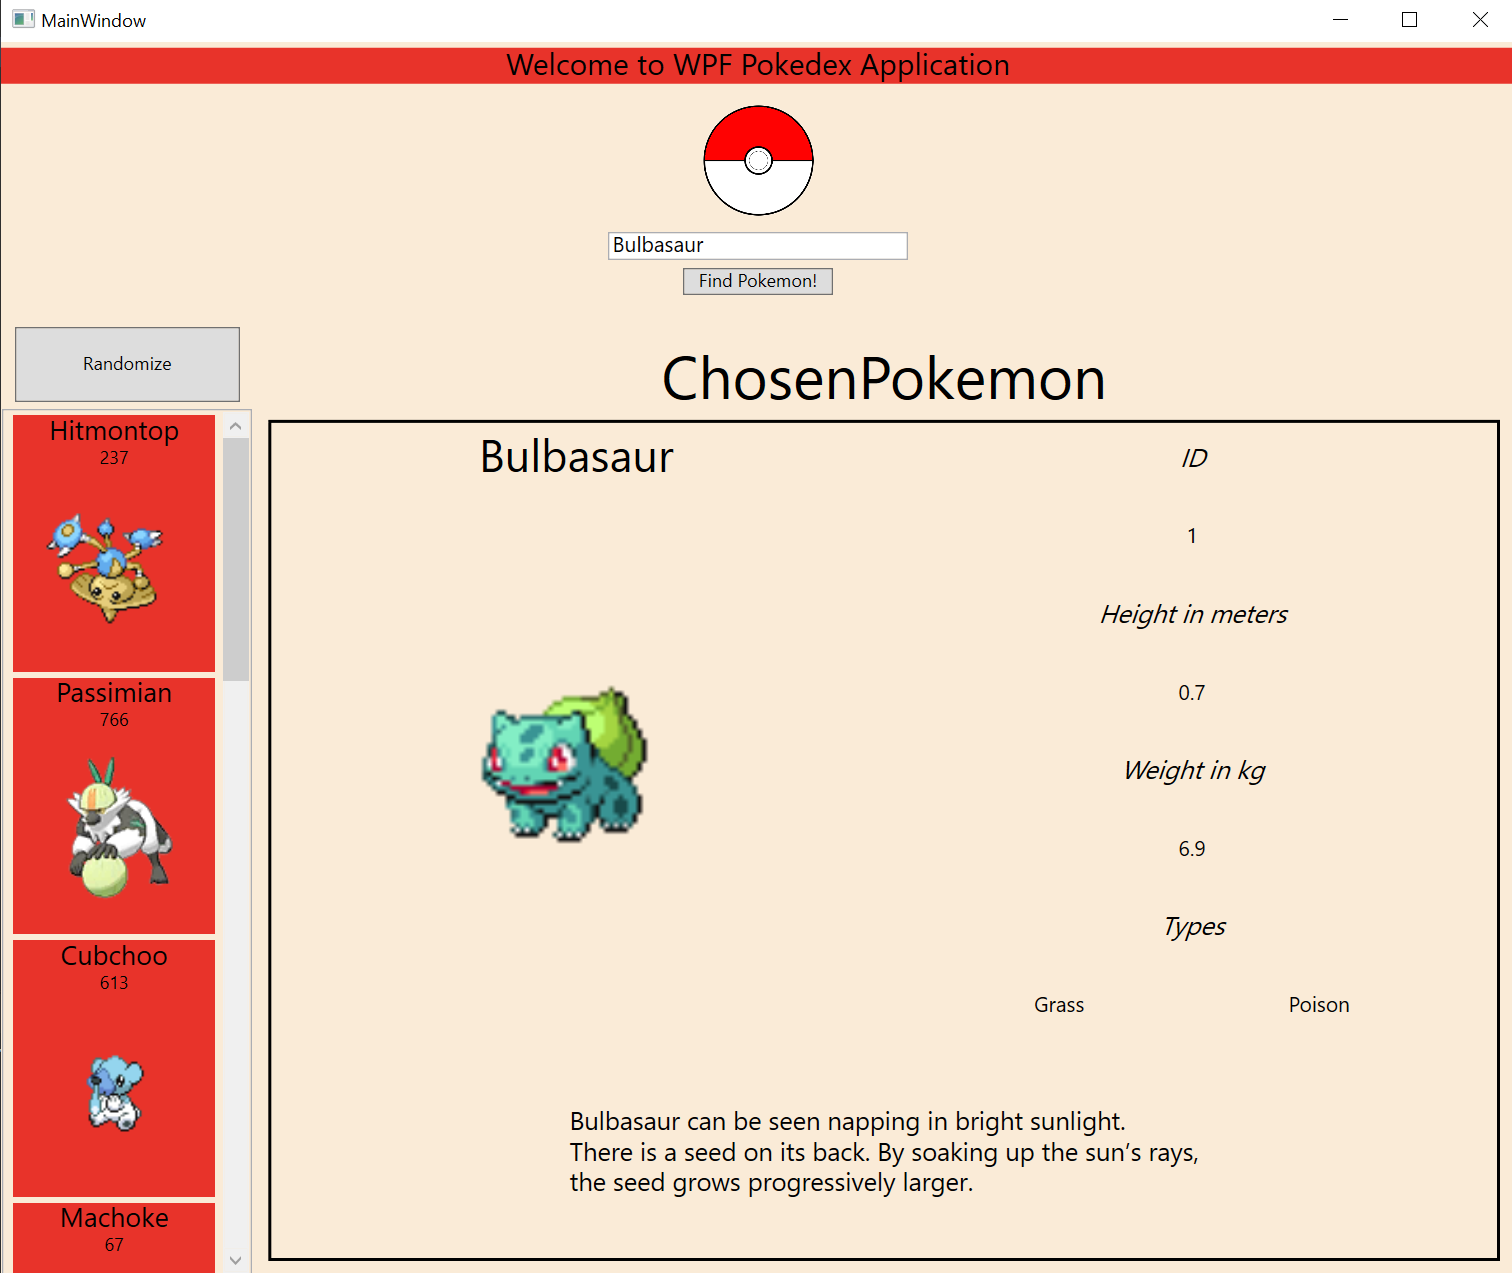 MainWindow
Welcome to WPF Pokedex Application
Bulbasaur
Find Pokemon!
Randomize
ChosenPokemon
Hitmontop
237
Passimian
766
Cubchoo
613
Machoke
67
Bulbasaur
ID
1
Height in meters
0.7
Weight in kg
6.9
Types
Grass Poison
Bulbasaur can be seen napping in bright sunlight.
There is a seed on its back. By soaking up the sun’s rays,
the seed grows progressively larger.